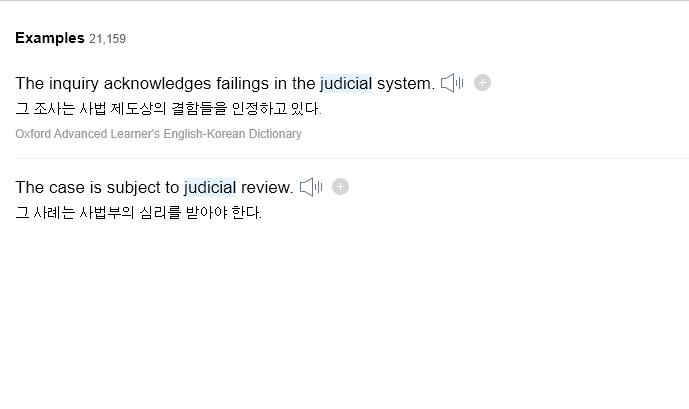 Examples 21,159
The inquiry acknowledges failings in the judicial system.
그 조사는 사법 제도상의 결함들을 인정하고 있다.
Oxford Advanced Learner's English-Korean Dictionary
The case is subject to judicial review.
그 사례는 사법부의 심리를 받아야 한다.